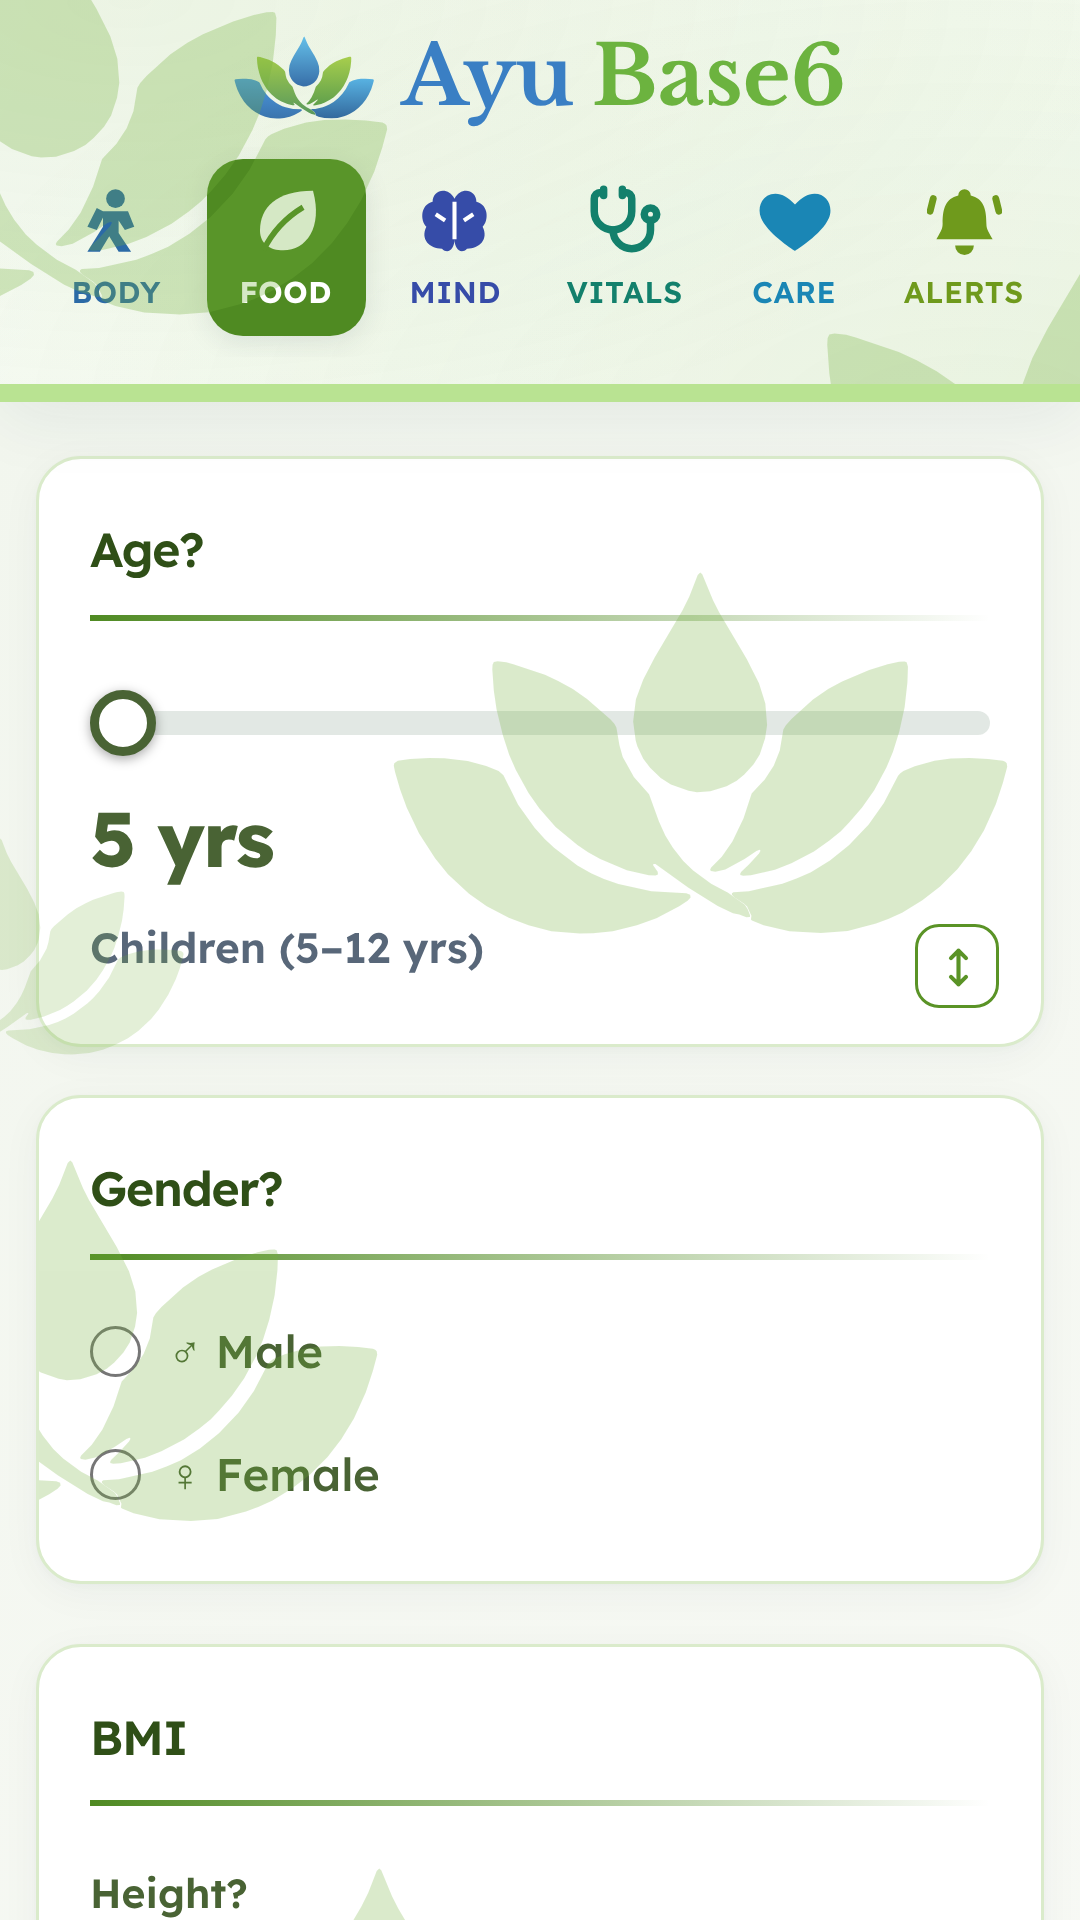 Ayu Base6
BODY FOOD MIND VITALS CARE ALERTS
Age?
5 yrs
Children (5–12 yrs)
Gender?
♂ Male
♀ Female
BMI
Height?